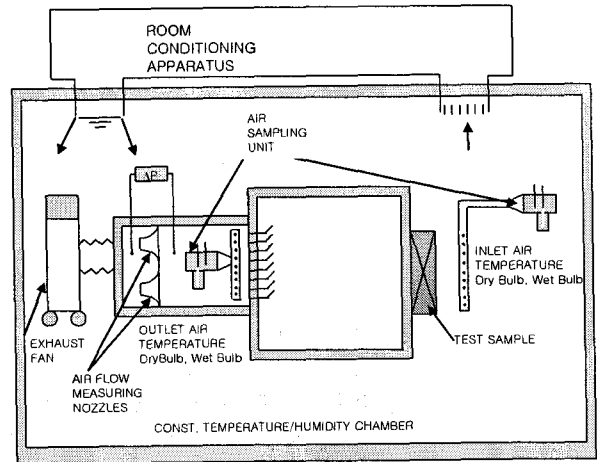 ROOM
CONDITIONING
APPARATUS
AIR
SAMPLING
UNIT
ΔP
INLET AIR
TEMPERATURE
Dry Bulb, Wet Bulb
EXHAUST
FAN
OUTLET AIR
TEMPERATURE
DryBulb, Wet Bulb
TEST SAMPLE
AIR FLOW
MEASURING
NOZZLES
CONST. TEMPERATURE/HUMIDITY CHAMBER